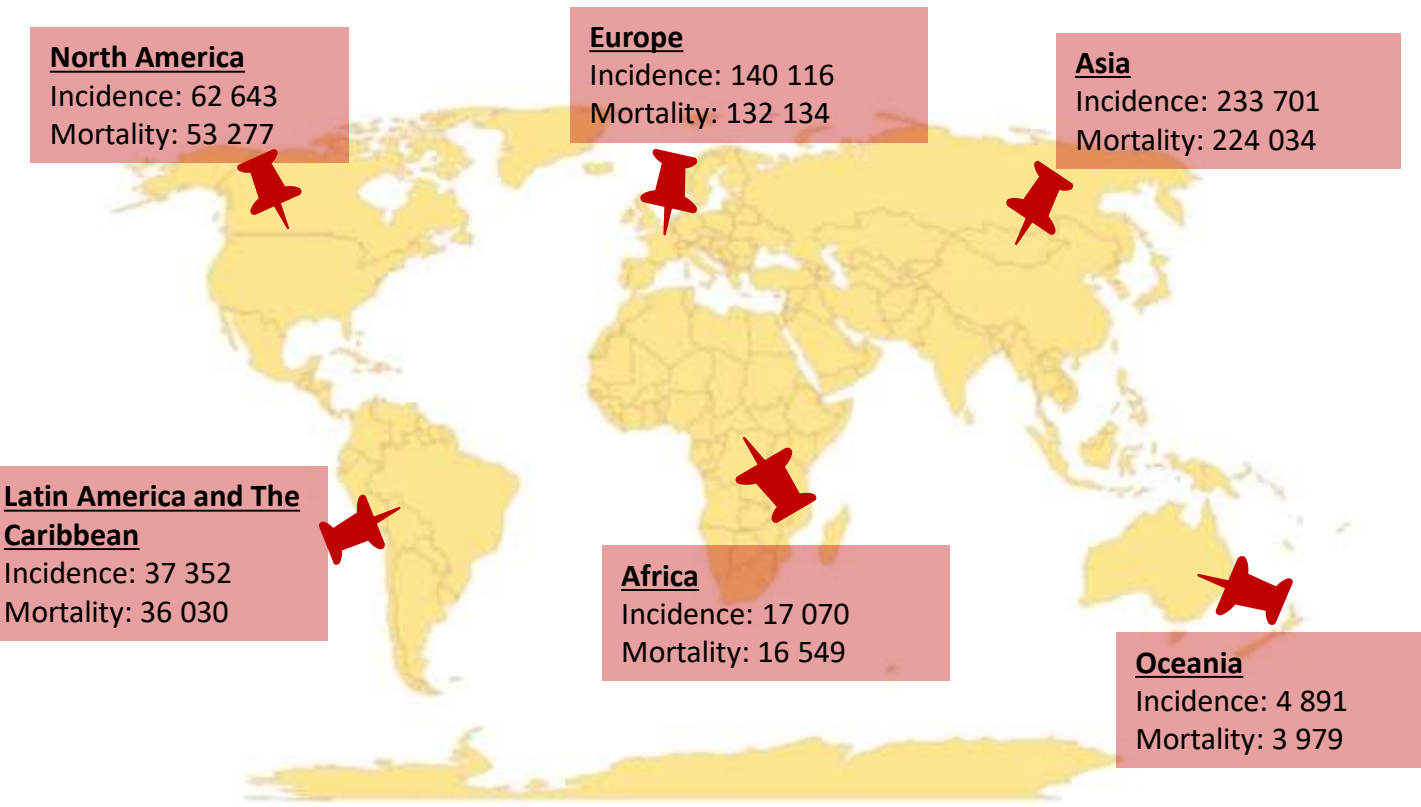 North America
Incidence: 62 643
Mortality: 53 277
Europe
Incidence: 140 116
Mortality: 132 134
Asia
Incidence: 233 701
Mortality: 224 034
Latin America and The
Caribbean
Incidence: 37 352
Mortality: 36 030
Africa
Incidence: 17 070
Mortality: 16 549
Oceania
Incidence: 4 891
Mortality: 3 979